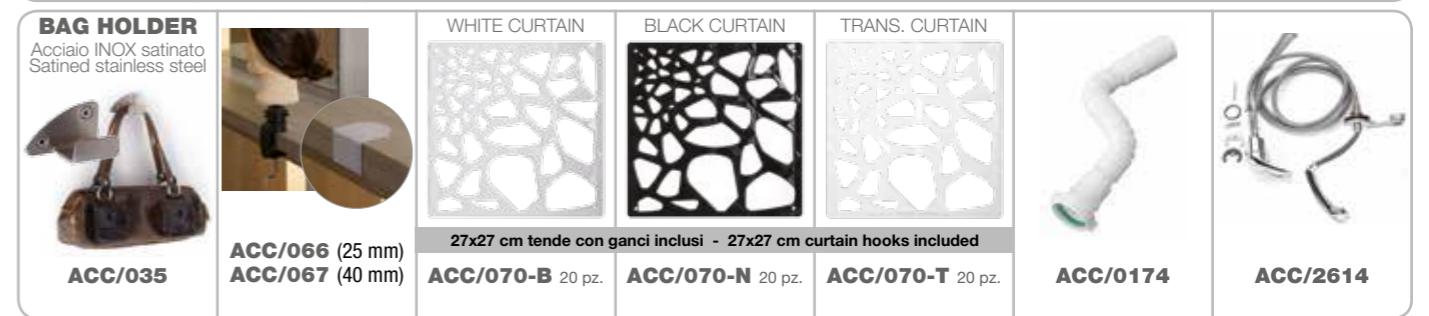 BAG HOLDER
Acciaio INOX satinato
Satined stainless steel
ACC/035
ACC/066 (25 mm)
ACC/067 (40 mm)
WHITE CURTAIN
BLACK CURTAIN
TRANS. CURTAIN
27x27 cm tende con ganci inclusi - 27x27 cm curtain hooks included
ACC/070-B 20 pz.
ACC/070-N 20 pz.
ACC/070-T 20 pz.
ACC/0174
ACC/2614